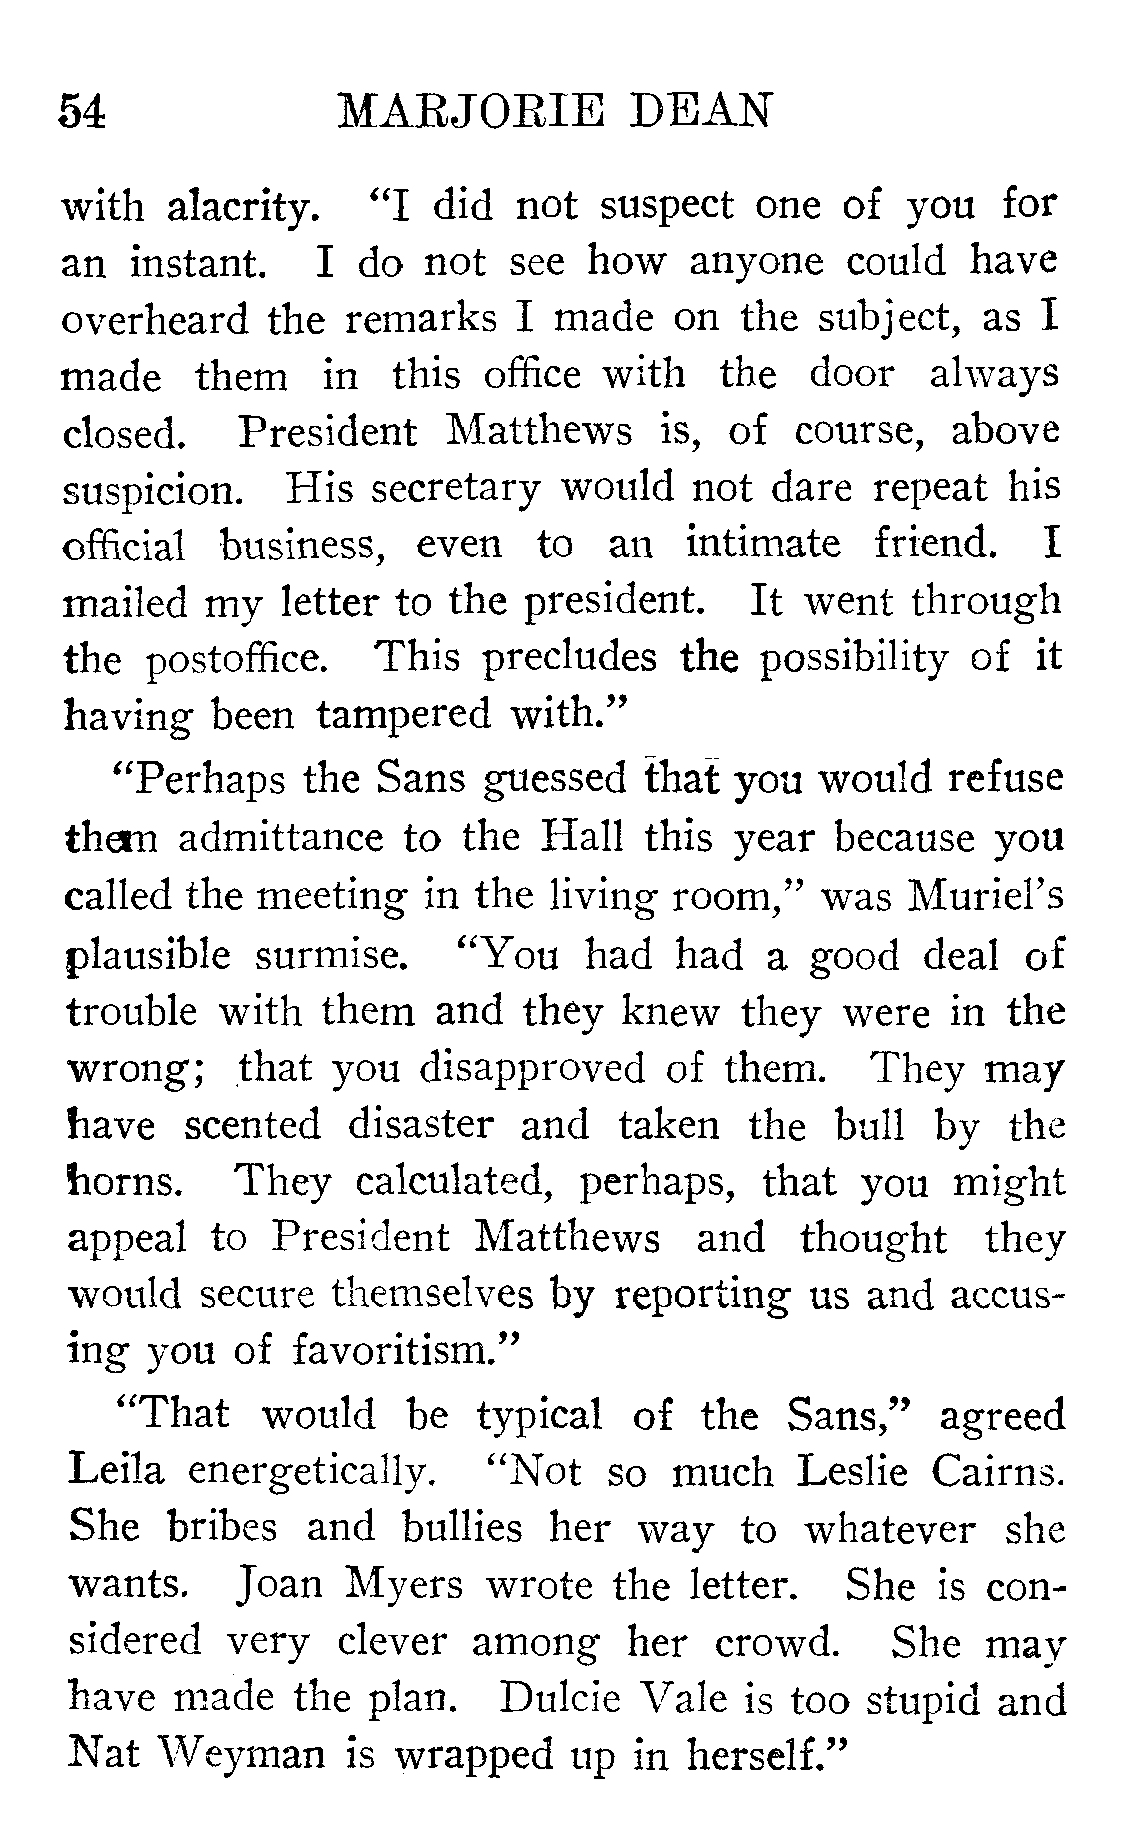 54 MARJORIE DEAN
with alacrity. “I did not suspect one of you for
an instant. I do not see how anyone could have
overheard the remarks I made on the subject, as I
made them in this office with the door always
closed. President Matthews is, of course, above
suspicion. His secretary would not dare repeat his
official business, even to an intimate friend. I
mailed my letter to the president. It went through
the postoffice. This precludes the possibility of it
having been tampered with.”
“Perhaps the Sans guessed that you would refuse
them admittance to the Hall this year because you
called the meeting in the living room,” was Muriel’s
plausible surmise. “You had had a good deal of
trouble with them and they knew they were in the
wrong; that you disapproved of them. They may
have scented disaster and taken the bull by the
horns. They calculated, perhaps, that you might
appeal to President Matthews and thought they
would secure themselves by reporting us and accus-
ing you of favoritism.”
“That would be typical of the Sans,” agreed
Leila energetically. “Not so much Leslie Cairns.
She bribes and bullies her way to whatever she
wants. Joan Myers wrote the letter. She is con-
sidered very clever among her crowd. She may
have made the plan. Dulcie Vale is too stupid and
Nat Weyman is wrapped up in herself.”